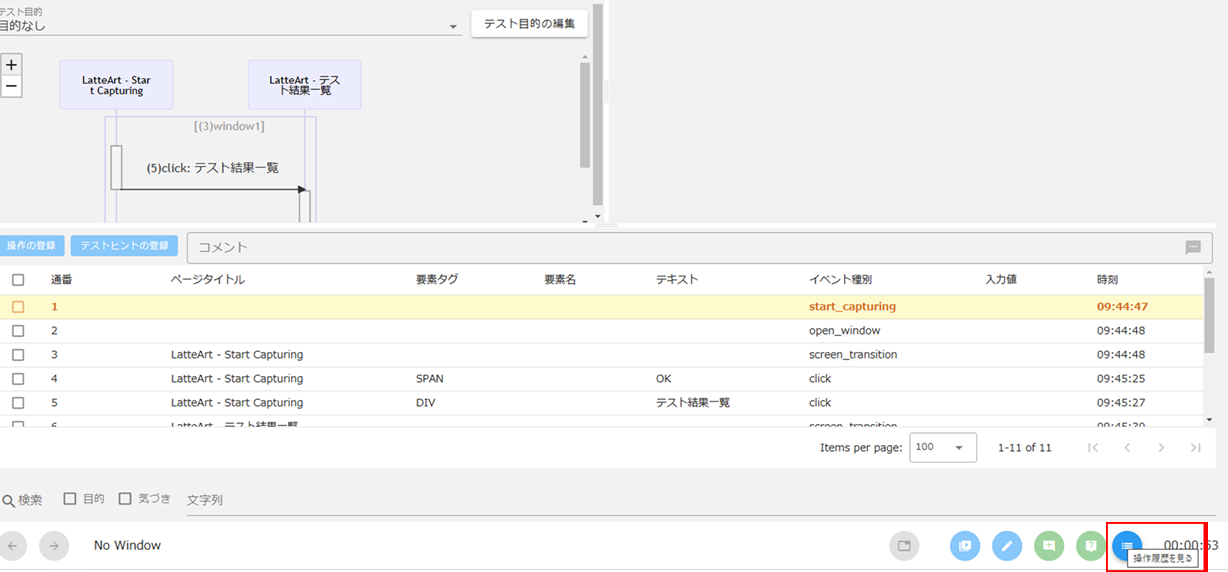 テスト目的
目的なし
テスト目的の編集
+
−
LatteArt - Star
t Capturing
LatteArt - テス
ト結果一覧
[(3)window1]
(5)click: テスト結果一覧
操作の登録 テストヒントの登録 コメント
通番 ページタイトル 要素タグ 要素名 テキスト イベント種別 入力値 時刻
1 start_capturing 09:44:47
2 open_window 09:44:48
3 LatteArt - Start Capturing screen_transition 09:44:48
4 LatteArt - Start Capturing SPAN OK click 09:45:25
5 LatteArt - Start Capturing DIV テスト結果一覧 click 09:45:27
6 LatteArt - テスト結果一覧 screen_transition 09:45:30
Items per page: 100 1-11 of 11
検索 目的 気づき 文字列
No Window 00:00:53
操作履歴を見る